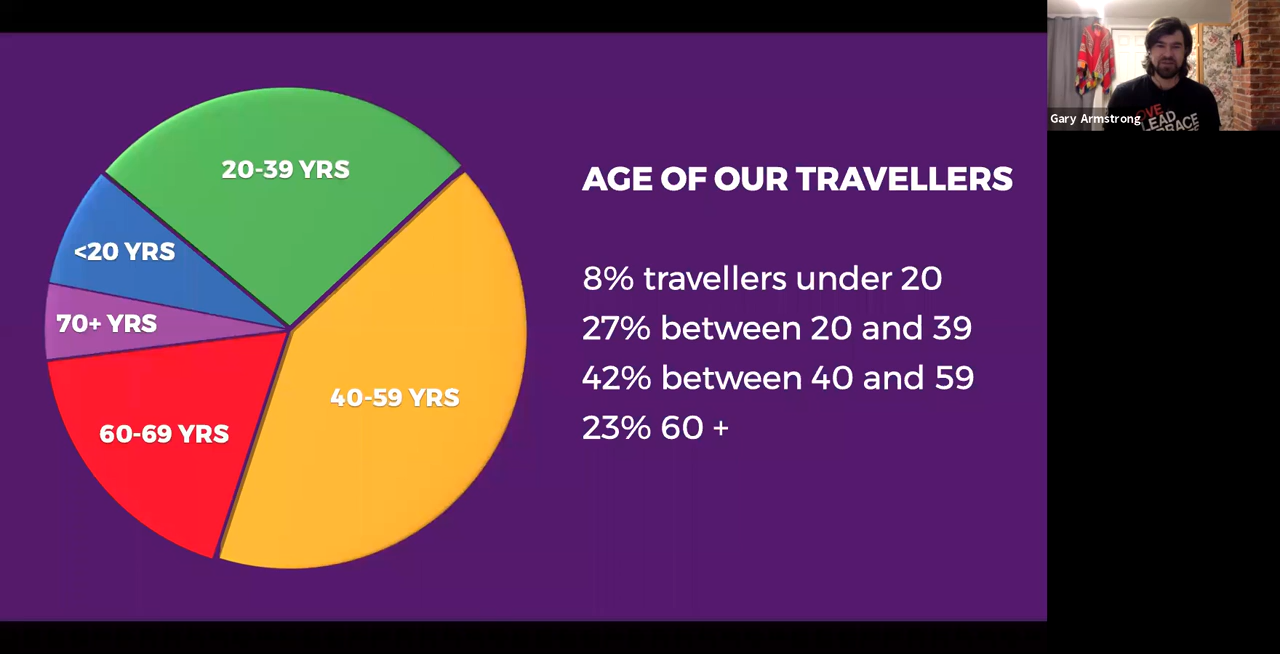 20-39 YRS
<20 YRS
70+ YRS
40-59 YRS
60-69 YRS
AGE OF OUR TRAVELLERS
8% travellers under 20
27% between 20 and 39
42% between 40 and 59
23% 60 +
Gary Armstrong
LEAD